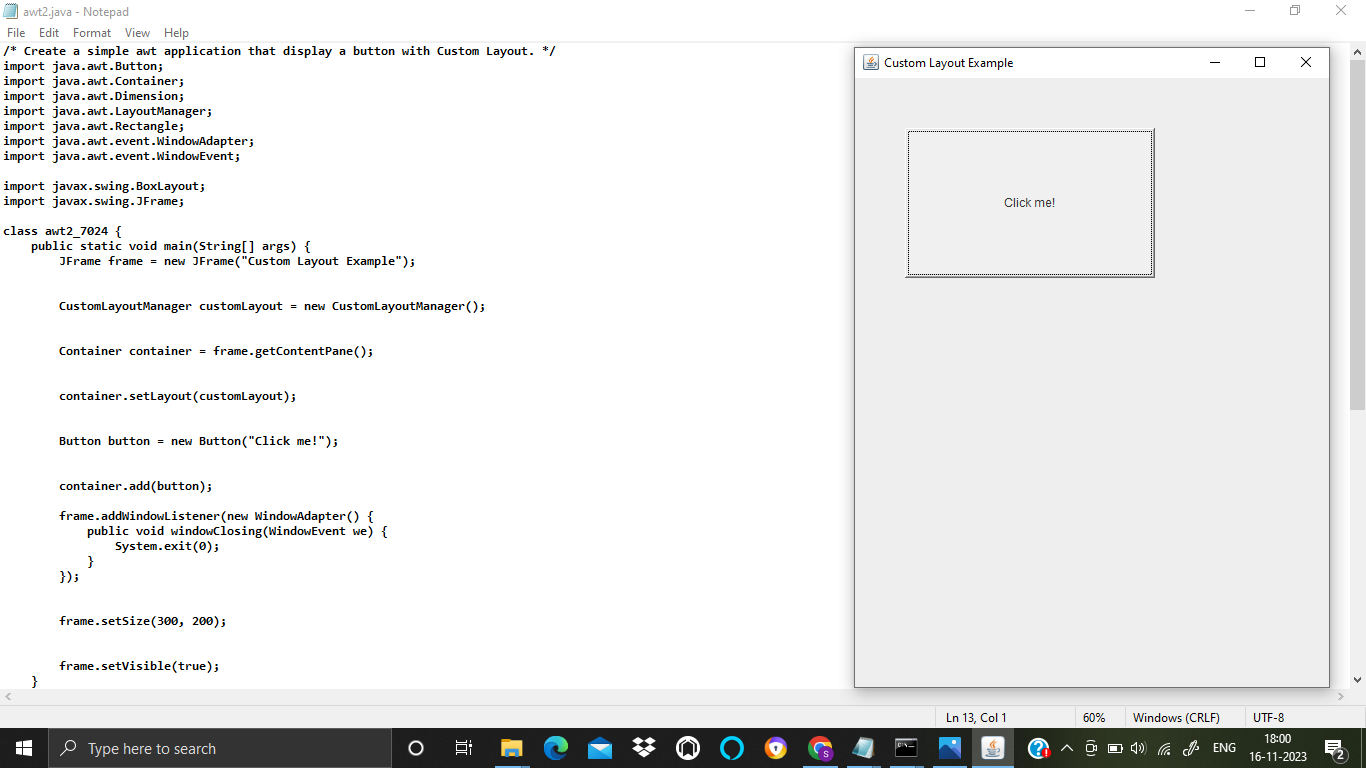 awt2.java - Notepad
File Edit Format View Help
/* Create a simple awt application that display a button with Custom Layout. */
import java.awt.Button;
import java.awt.Container;
import java.awt.Dimension;
import java.awt.LayoutManager;
import java.awt.Rectangle;
import java.awt.event.WindowAdapter;
import java.awt.event.WindowEvent;
import javax.swing.BoxLayout;
import javax.swing.JFrame;
class awt2_7024 {
public static void main(String[] args) {
JFrame frame = new JFrame("Custom Layout Example");
CustomLayoutManager customLayout = new CustomLayoutManager();
Container container = frame.getContentPane();
container.setLayout(customLayout);
Button button = new Button("Click me!");
container.add(button);
frame.addWindowListener(new WindowAdapter() {
public void windowClosing(WindowEvent we) {
System.exit(0);
}
});
frame.setSize(300, 200);
frame.setVisible(true);
}
Custom Layout Example
Click me!
Ln 13, Col 1 60% Windows (CRLF) UTF-8
Type here to search
S
ENG
18:00
16-11-2023
2